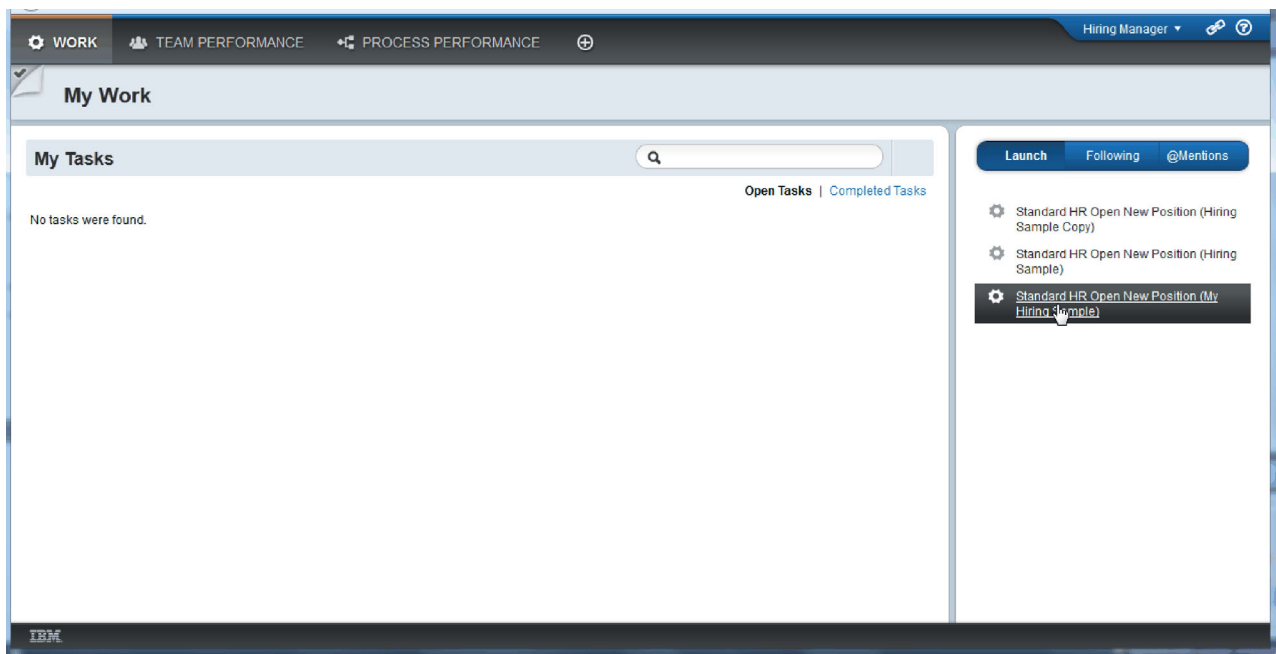 WORK TEAM PERFORMANCE PROCESS PERFORMANCE Hiring Manager
My Work
My Tasks
Launch Following @Mentions
Open Tasks | Completed Tasks
No tasks were found.
Standard HR Open New Position (Hiring
Sample Copy)
Standard HR Open New Position (Hiring
Sample)
Standard HR Open New Position (My
Hiring Sample)
IBM